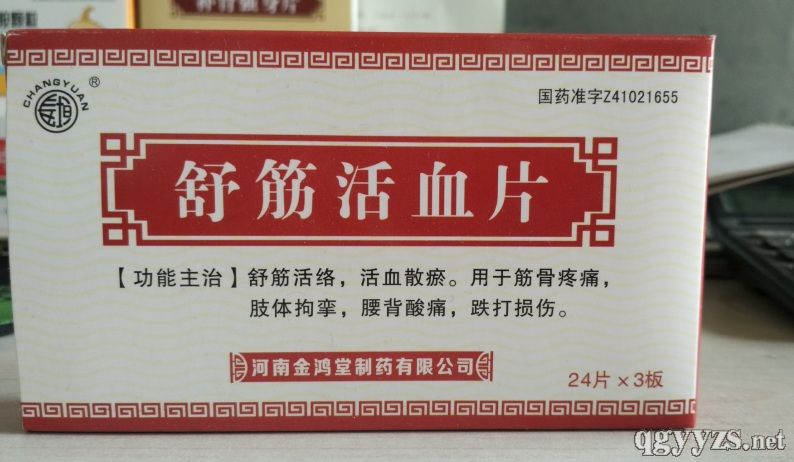 CHANGYUAN ®
国药准字Z41021655
舒筋活血片
【功能主治】舒筋活络，活血散瘀。用于筋骨疼痛，
肢体拘挛，腰背酸痛，跌打损伤。
河南金鸿堂制药有限公司
24片×3板
qgyyzs.net